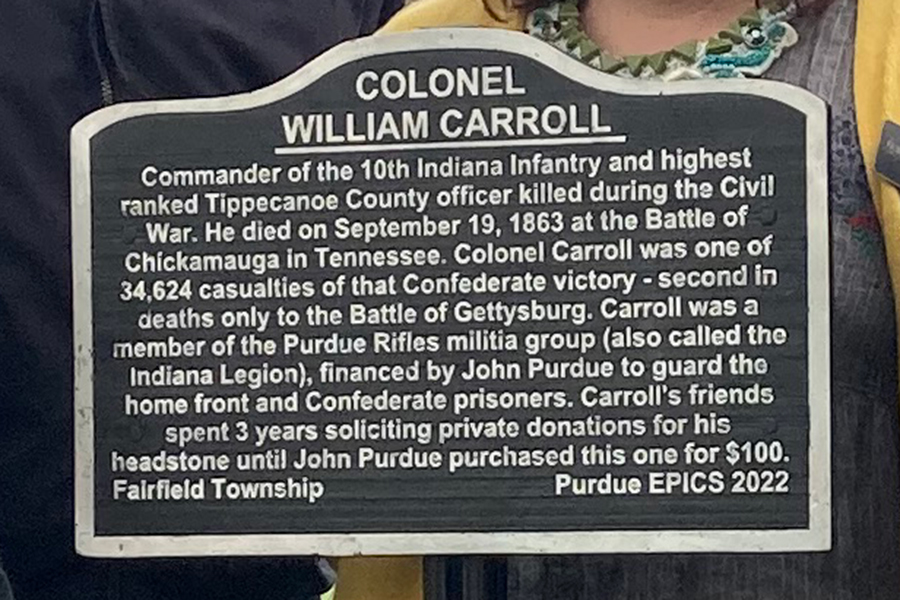 COLONEL
WILLIAM CARROLL
Commander of the 10th Indiana Infantry and highest
ranked Tippecanoe County officer killed during the Civil
War. He died on September 19, 1863 at the Battle of
Chickamauga in Tennessee. Colonel Carroll was one of
34,624 casualties of that Confederate victory - second in
deaths only to the Battle of Gettysburg. Carroll was a
member of the Purdue Rifles militia group (also called the
Indiana Legion), financed by John Purdue to guard the
home front and Confederate prisoners. Carroll's friends
spent 3 years soliciting private donations for his
headstone until John Purdue purchased this one for $100.
Fairfield Township Purdue EPICS 2022